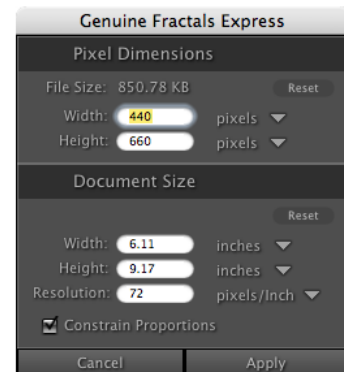 Genuine Fractals Express
Pixel Dimensions
File Size: 850.78 KB Reset
Width: 440 pixels
Height: 660 pixels
Document Size
Reset
Width: 6.11 inches
Height: 9.17 inches
Resolution: 72 pixels/Inch
Constrain Proportions
Cancel Apply